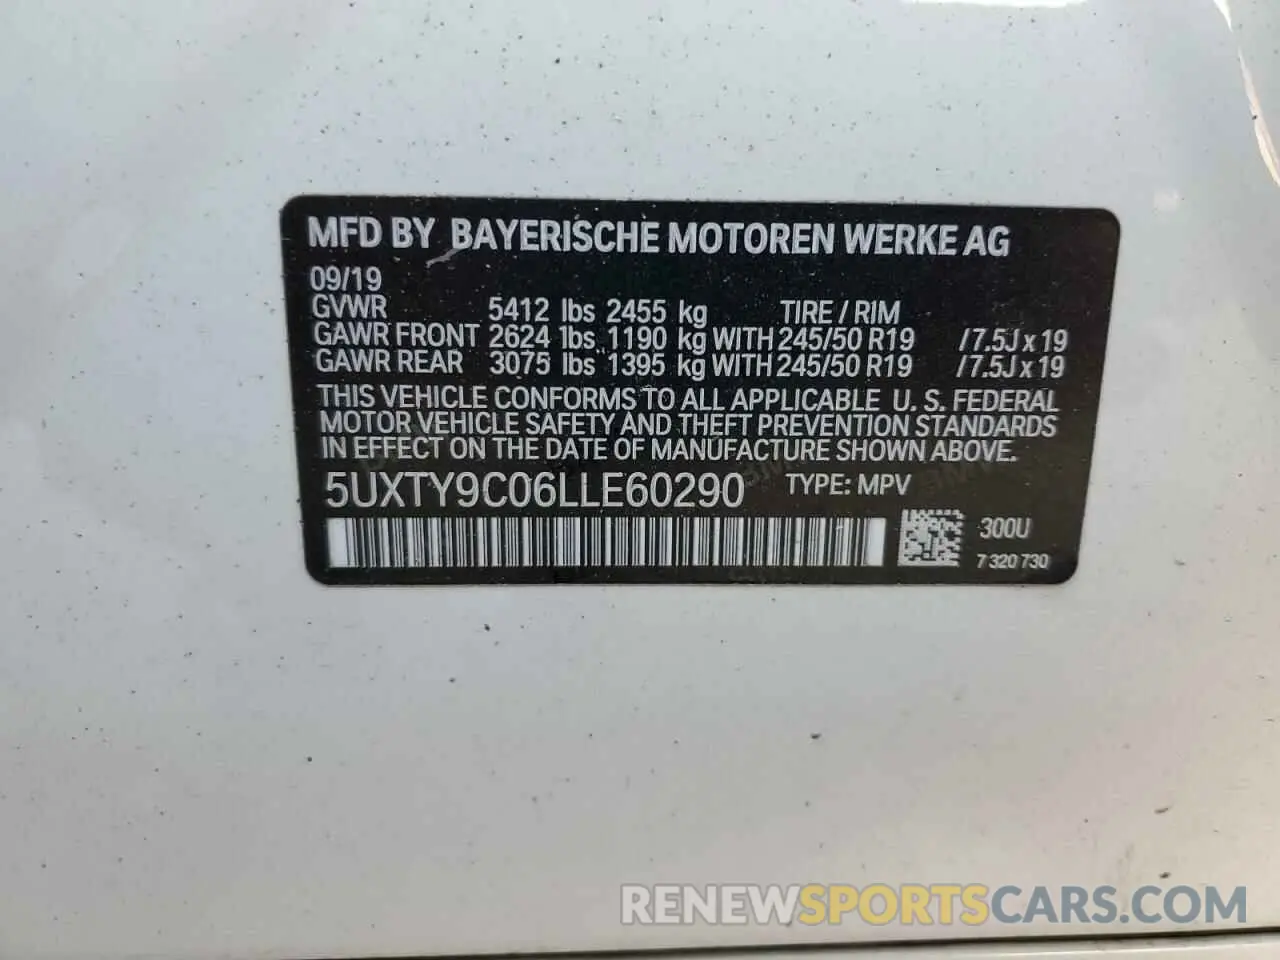 MFD BY BAYERISCHE MOTOREN WERKE AG
09/19
GVWR 5412 lbs 2455 kg TIRE / RIM
GAWR FRONT 2624 lbs 1190 kg WITH 245/50 R19 / 7.5J x 19
GAWR REAR 3075 lbs 1395 kg WITH 245/50 R19 / 7.5J x 19
THIS VEHICLE CONFORMS TO ALL APPLICABLE U. S. FEDERAL
MOTOR VEHICLE SAFETY AND THEFT PREVENTION STANDARDS
IN EFFECT ON THE DATE OF MANUFACTURE SHOWN ABOVE.
5UXTY9C06LLE60290 TYPE: MPV
300U
7 320 730
RENEWSPORTSCARS.COM